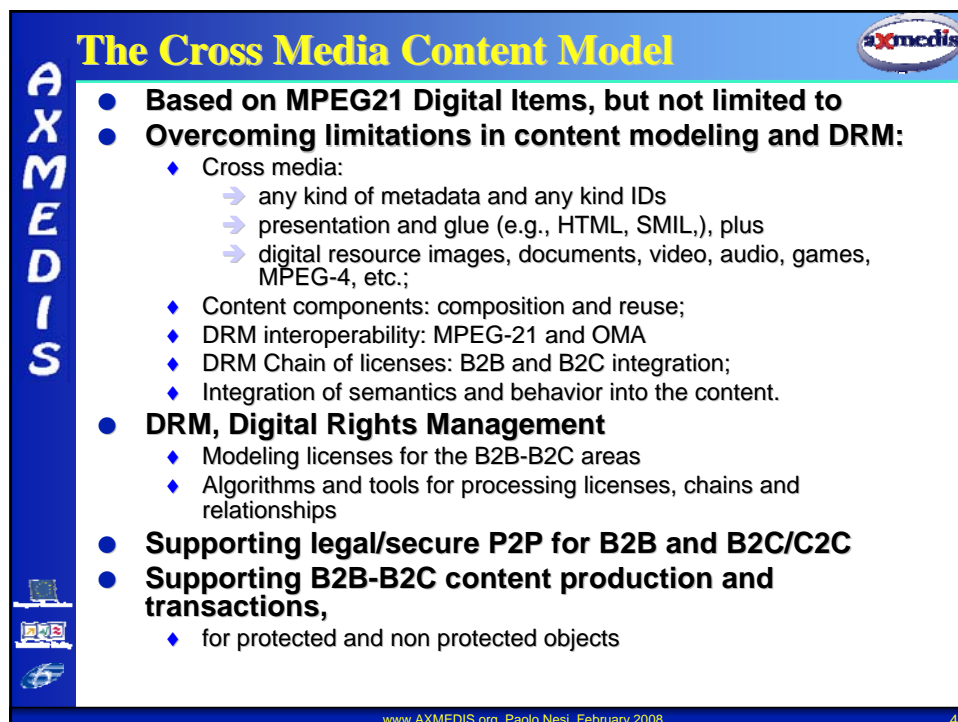 The Cross Media Content Model
axmedis
AXMEDIS
Based on MPEG21 Digital Items, but not limited to
Overcoming limitations in content modeling and DRM:
Cross media:
any kind of metadata and any kind IDs
presentation and glue (e.g., HTML, SMIL,), plus
digital resource images, documents, video, audio, games,
MPEG-4, etc.;
Content components: composition and reuse;
DRM interoperability: MPEG-21 and OMA
DRM Chain of licenses: B2B and B2C integration;
Integration of semantics and behavior into the content.
DRM, Digital Rights Management
Modeling licenses for the B2B-B2C areas
Algorithms and tools for processing licenses, chains and
relationships
Supporting legal/secure P2P for B2B and B2C/C2C
Supporting B2B-B2C content production and
transactions,
for protected and non protected objects
www.AXMEDIS.org, Paolo Nesi, February 2008
4